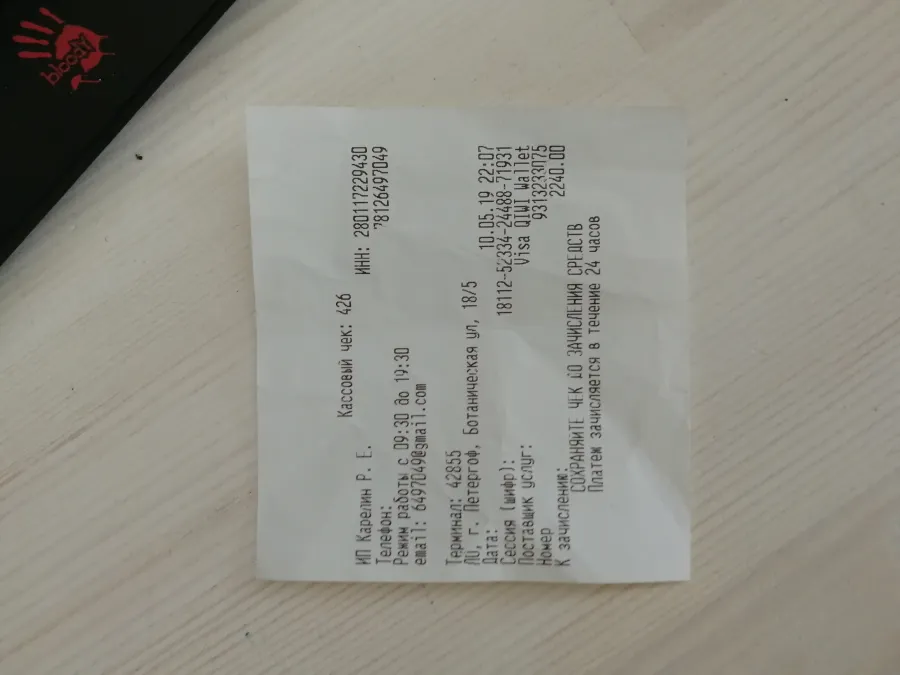 Кассовый чек: 426
ИП Карелин Р. Е. ИНН: 280117229430
Телефон: 78126497049
Режим работы с 09:30 до 19:30
email: 6497049@gmail.com
Терминал: 42855
ЛО, г. Петергоф, Ботаническая ул, 18/5
Дата: 10.05.19 22:07
Сессия (шифр): 18112-52334-24488-71931
Поставщик услуг: Visa QIWI Wallet
Номер 9313233075
К зачислению: 2240.00
СОХРАНЯЙТЕ ЧЕК ДО ЗАЧИСЛЕНИЯ СРЕДСТВ
Платеж зачисляется в течение 24 часов
bloody